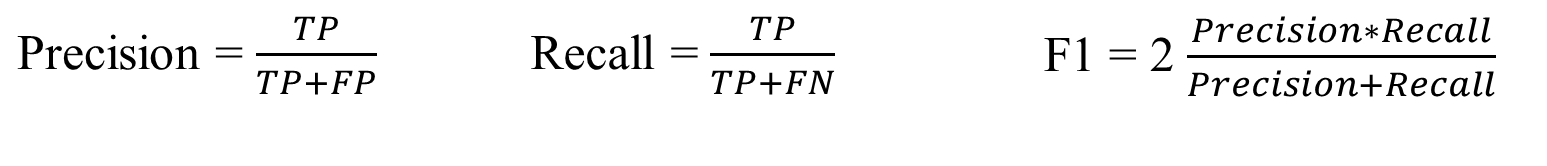 Precision = TP / TP+FP Recall = TP / TP+FN F1 = 2 Precision*Recall / Precision+Recall